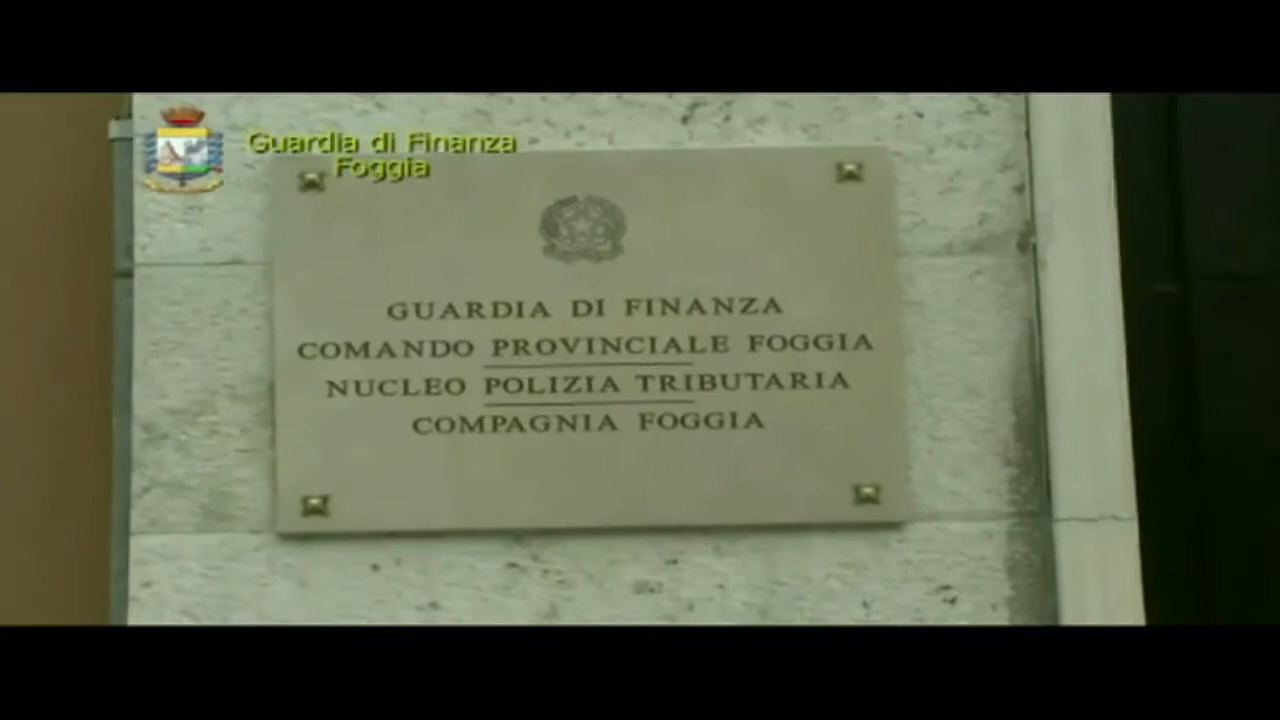 Guardia di Finanza
Foggia
GUARDIA DI FINANZA
COMANDO PROVINCIALE FOGGIA
NUCLEO POLIZIA TRIBUTARIA
COMPAGNIA FOGGIA